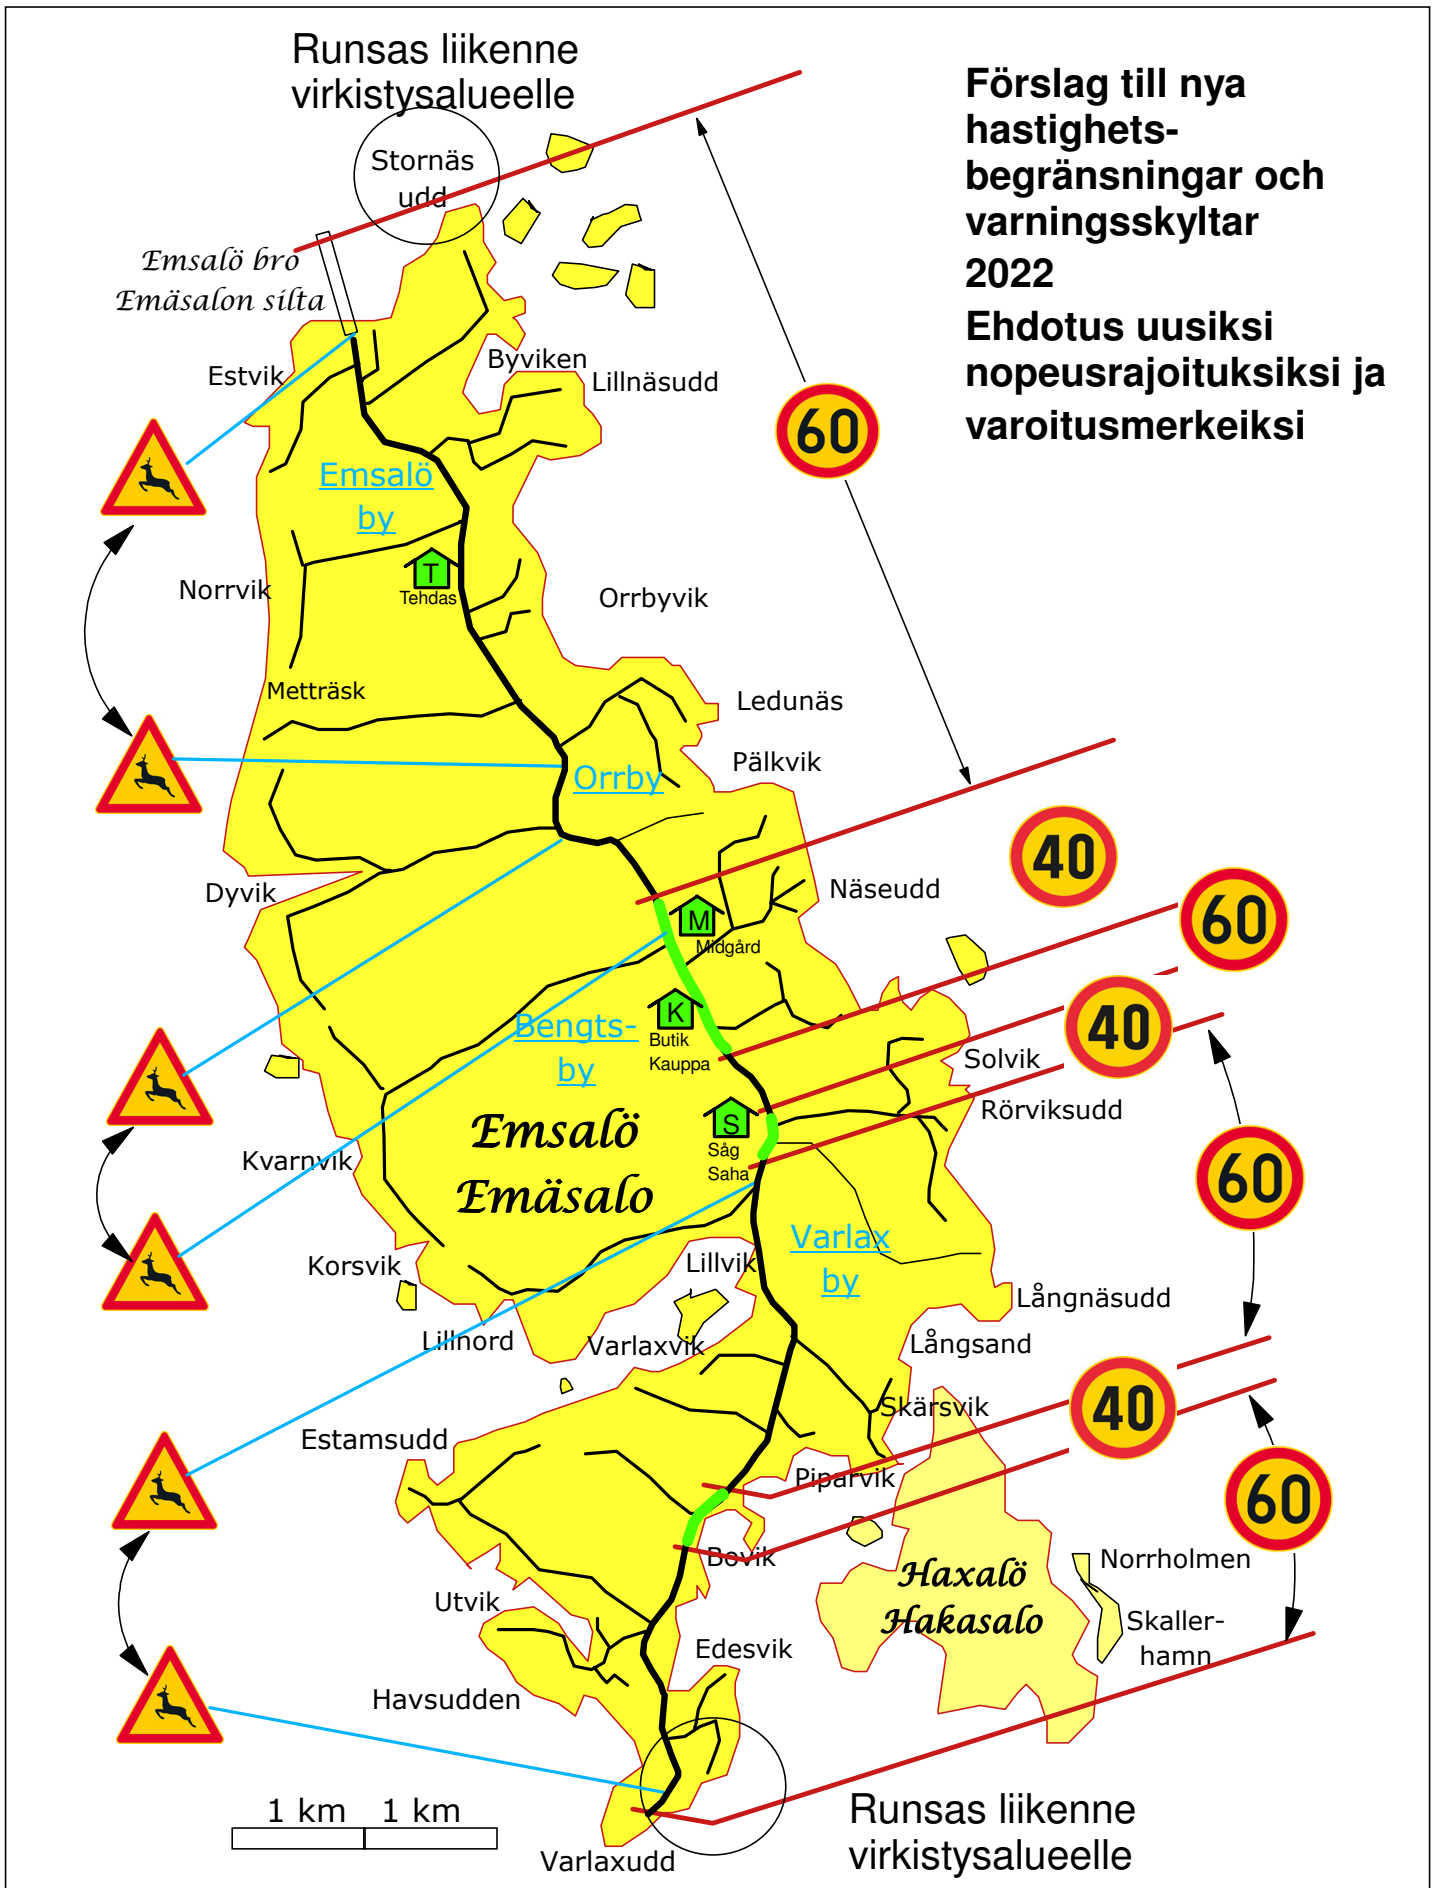 Runsas liikenne
virkistysalueelle
Förslag till nya
hastighets-
begränsningar och
varningsskyltar
2022
Ehdotus uusiksi
nopeusrajoituksiksi ja
varoitusmerkeiksi
Stornäs
udd
Emsalö bro
Emäsalon silta
Estvik
Byviken
Lillnäsudd
60
Emsalö
by
T
Tehdas
Norrvik
Orrbyvik
Metträsk
Ledunäs
Pälkvik
Orrby
40
Dyvik
Näseudd
60
M
Midgård
K
Butik
Kauppa
Bengts-
by
40
Solvik
Rörviksudd
S
Såg
Saha
Emsalö
Emäsalo
Kvarnvik
60
Varlax
by
Korsvik
Lillvik
Långnäsudd
Lillnord
Varlaxvik
Långsand
40
Skärsvik
Estamsudd
Piparvik
60
Bovik
Norrholmen
Haxalö
Hakasalo
Utvik
Skaller-
hamn
Edesvik
Havsudden
1 km 1 km
Runsas liikenne
virkistysalueelle
Varlaxudd